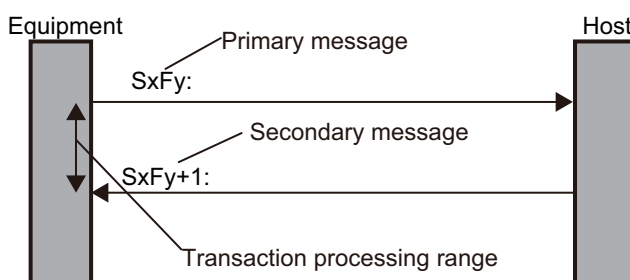 Equipment
Host
Primary message
SxFy:
Secondary message
SxFy+1:
Transaction processing range